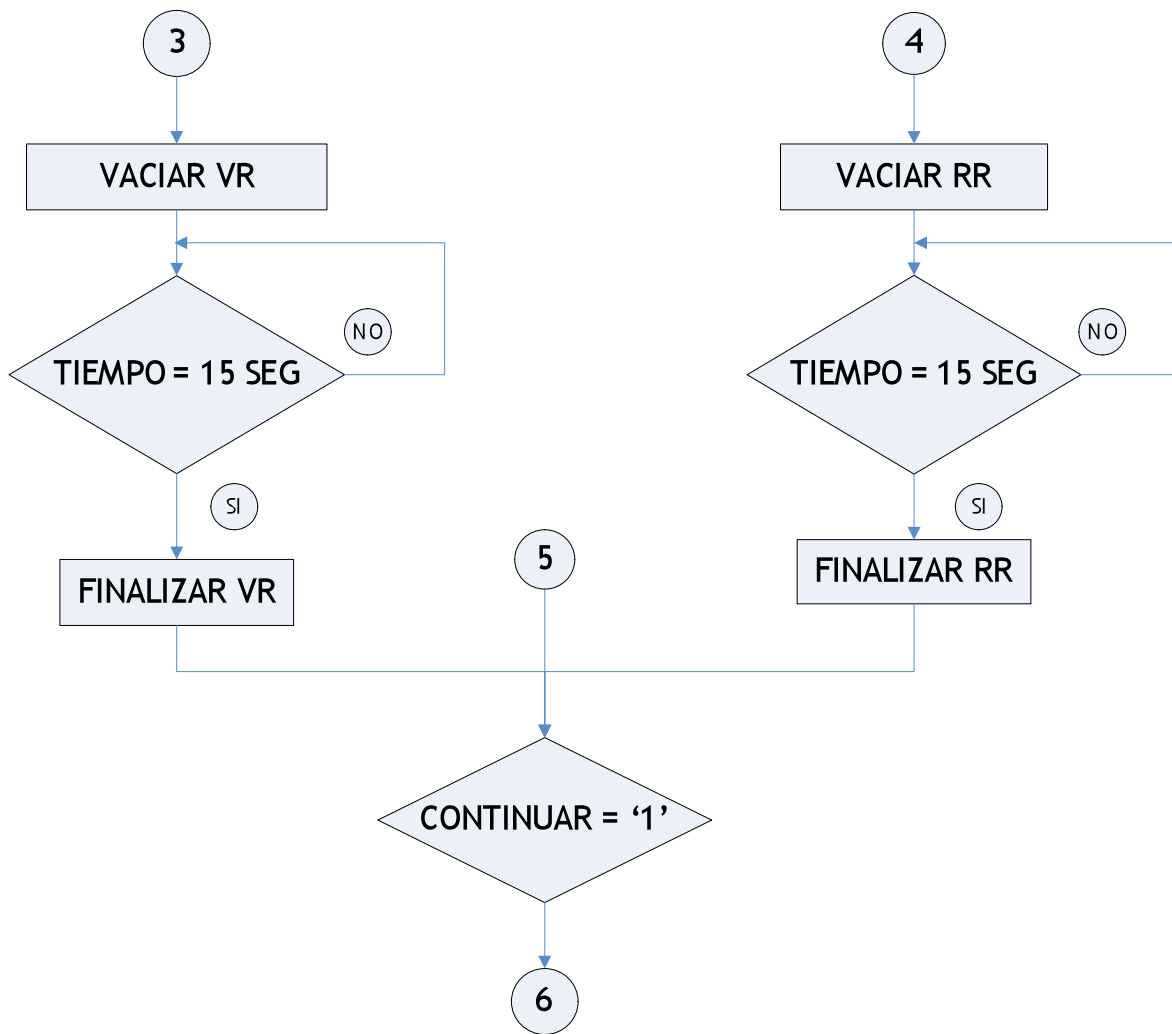 3
4
VACIAR VR
VACIAR RR
NO
NO
TIEMPO = 15 SEG
TIEMPO = 15 SEG
SI
SI
5
FINALIZAR VR
FINALIZAR RR
CONTINUAR = ‘1’
6